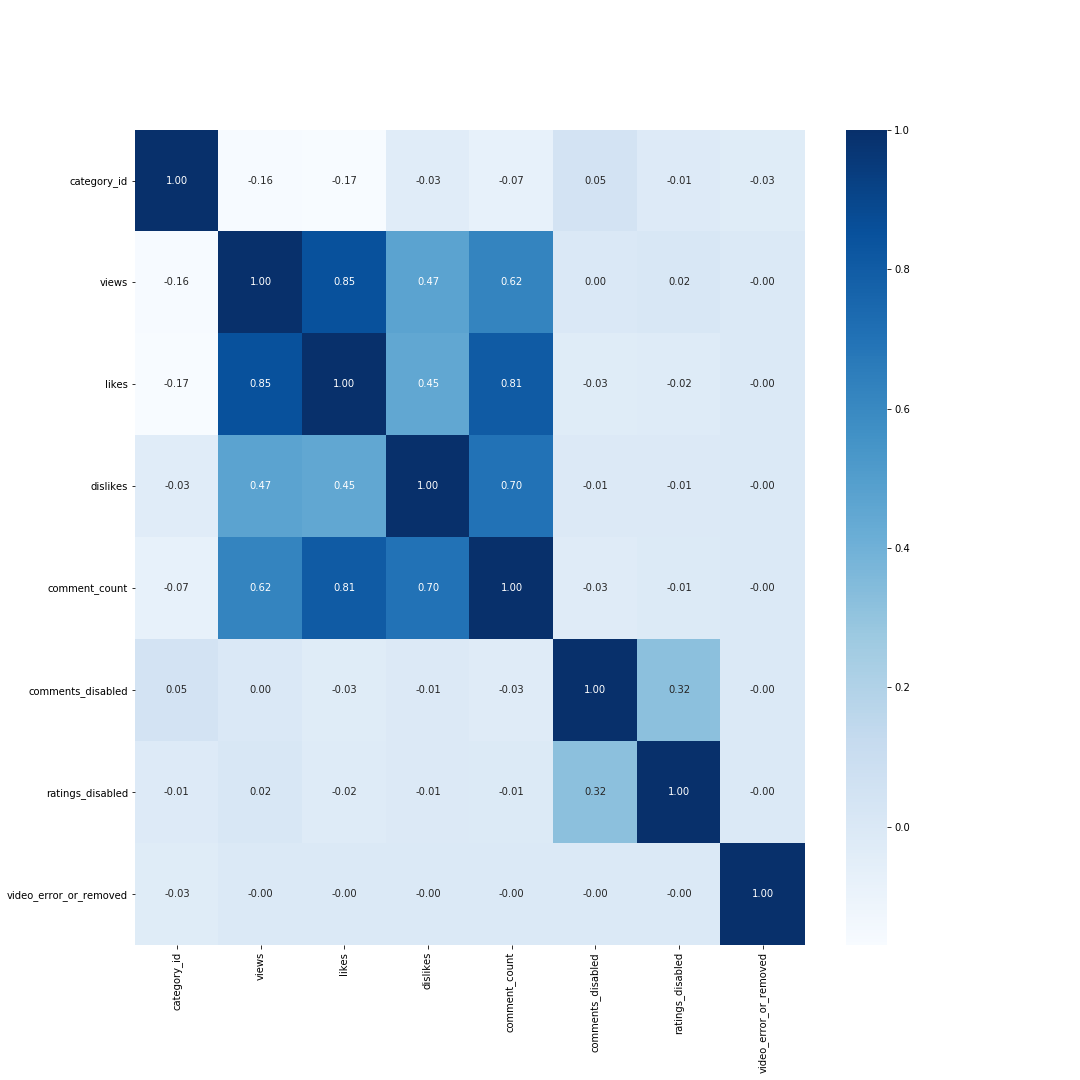 1.0
category_id 1.00 -0.16 -0.17 -0.03 -0.07 0.05 -0.01 -0.03
views -0.16 1.00 0.85 0.47 0.62 0.00 0.02 -0.00
0.8
likes -0.17 0.85 1.00 0.45 0.81 -0.03 -0.02 -0.00
0.6
dislikes -0.03 0.47 0.45 1.00 0.70 -0.01 -0.01 -0.00
0.4
comment_count -0.07 0.62 0.81 0.70 1.00 -0.03 -0.01 -0.00
comments_disabled 0.05 0.00 -0.03 -0.01 -0.03 1.00 0.32 -0.00
0.2
ratings_disabled -0.01 0.02 -0.02 -0.01 -0.01 0.32 1.00 -0.00
0.0
video_error_or_removed -0.03 -0.00 -0.00 -0.00 -0.00 -0.00 -0.00 1.00
category_id
views
likes
dislikes
comment_count
comments_disabled
ratings_disabled
video_error_or_removed